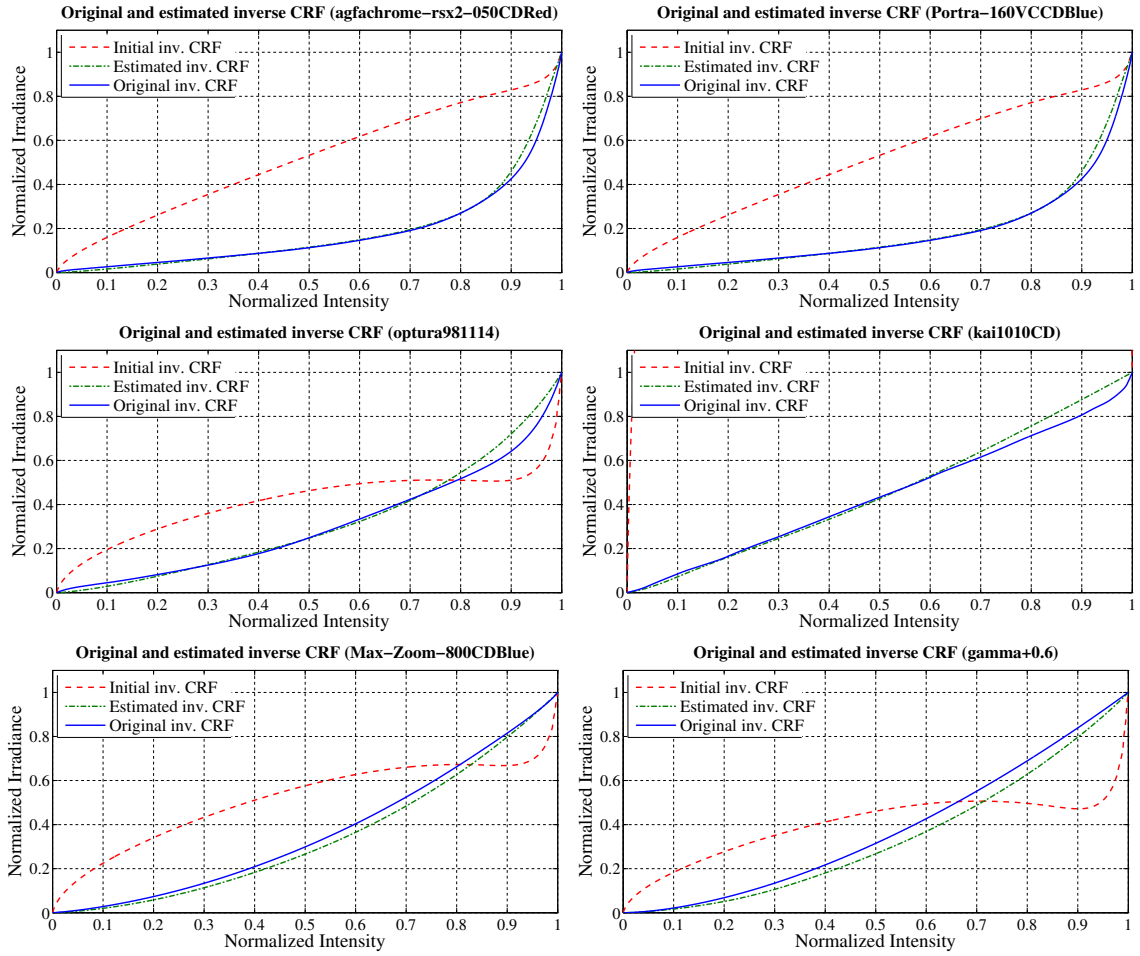 Original and estimated inverse CRF (agfachrome−rsx2−050CDRed)
Initial inv. CRF
Estimated inv. CRF
Original inv. CRF
Normalized Irradiance
1
0.8
0.6
0.4
0.2
0
0 0.1 0.2 0.3 0.4 0.5 0.6 0.7 0.8 0.9 1
Normalized Intensity
Original and estimated inverse CRF (Portra−160VCCDBlue)
Initial inv. CRF
Estimated inv. CRF
Original inv. CRF
Normalized Irradiance
1
0.8
0.6
0.4
0.2
0
0 0.1 0.2 0.3 0.4 0.5 0.6 0.7 0.8 0.9 1
Normalized Intensity
Original and estimated inverse CRF (optura981114)
Initial inv. CRF
Estimated inv. CRF
Original inv. CRF
Normalized Irradiance
1
0.8
0.6
0.4
0.2
0
0 0.1 0.2 0.3 0.4 0.5 0.6 0.7 0.8 0.9 1
Normalized Intensity
Original and estimated inverse CRF (kai1010CD)
Initial inv. CRF
Estimated inv. CRF
Original inv. CRF
Normalized Irradiance
1
0.8
0.6
0.4
0.2
0
0 0.1 0.2 0.3 0.4 0.5 0.6 0.7 0.8 0.9 1
Normalized Intensity
Original and estimated inverse CRF (Max−Zoom−800CDBlue)
Initial inv. CRF
Estimated inv. CRF
Original inv. CRF
Normalized Irradiance
1
0.8
0.6
0.4
0.2
0
0 0.1 0.2 0.3 0.4 0.5 0.6 0.7 0.8 0.9 1
Normalized Intensity
Original and estimated inverse CRF (gamma+0.6)
Initial inv. CRF
Estimated inv. CRF
Original inv. CRF
Normalized Irradiance
1
0.8
0.6
0.4
0.2
0
0 0.1 0.2 0.3 0.4 0.5 0.6 0.7 0.8 0.9 1
Normalized Intensity